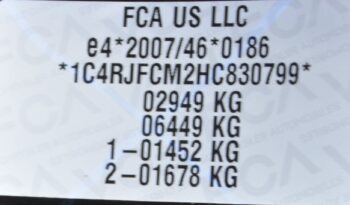 FCA US LLC
e4*2007/46*0186
*1C4RJFCM2HC830799*
02949 KG
06449 KG
1-01452 KG
2-01678 KG